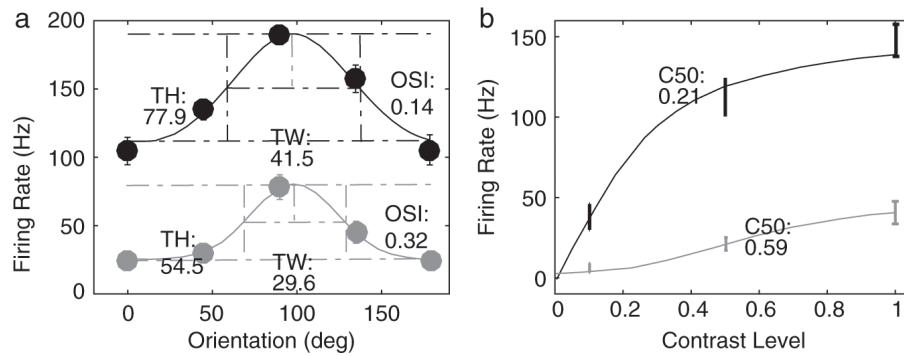 a
200
150
100
50
0
Firing Rate (Hz)
TH:
77.9
OSI:
0.14
TW:
41.5
TH:
54.5
OSI:
0.32
TW:
29.6
0 50 100 150
Orientation (deg)
b
150
100
50
0
Firing Rate (Hz)
C50:
0.21
C50:
0.59
0 0.2 0.4 0.6 0.8 1
Contrast Level